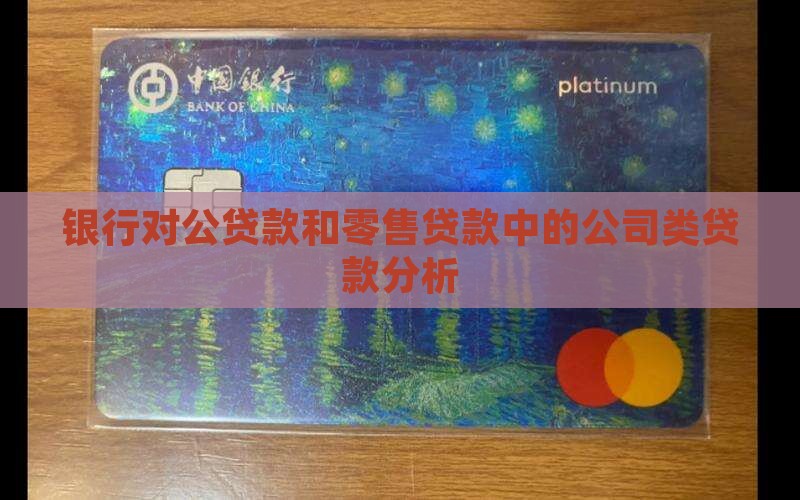 中国银行
BANK OF CHINA
platinum
银行对公贷款和零售贷款中的公司类贷
款分析